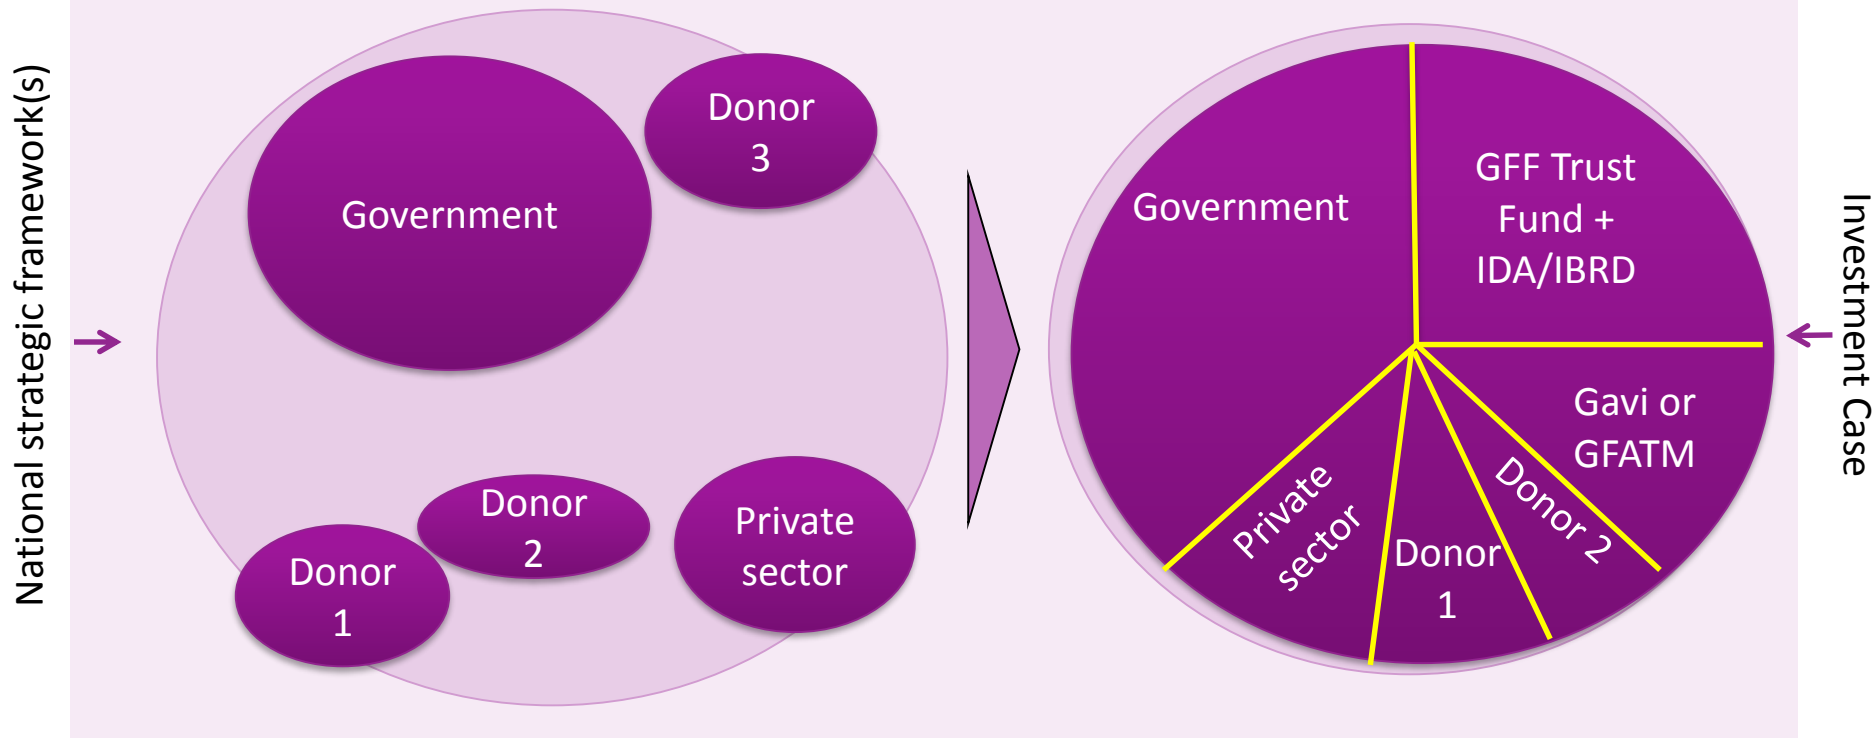 National strategic framework(s)
Government
Donor
3
Donor
1
Donor
2
Private
sector
Government
GFF Trust
Fund +
IDA/IBRD
Gavi or
GFATM
Donor 2
Donor
1
Private
sector
Investment Case